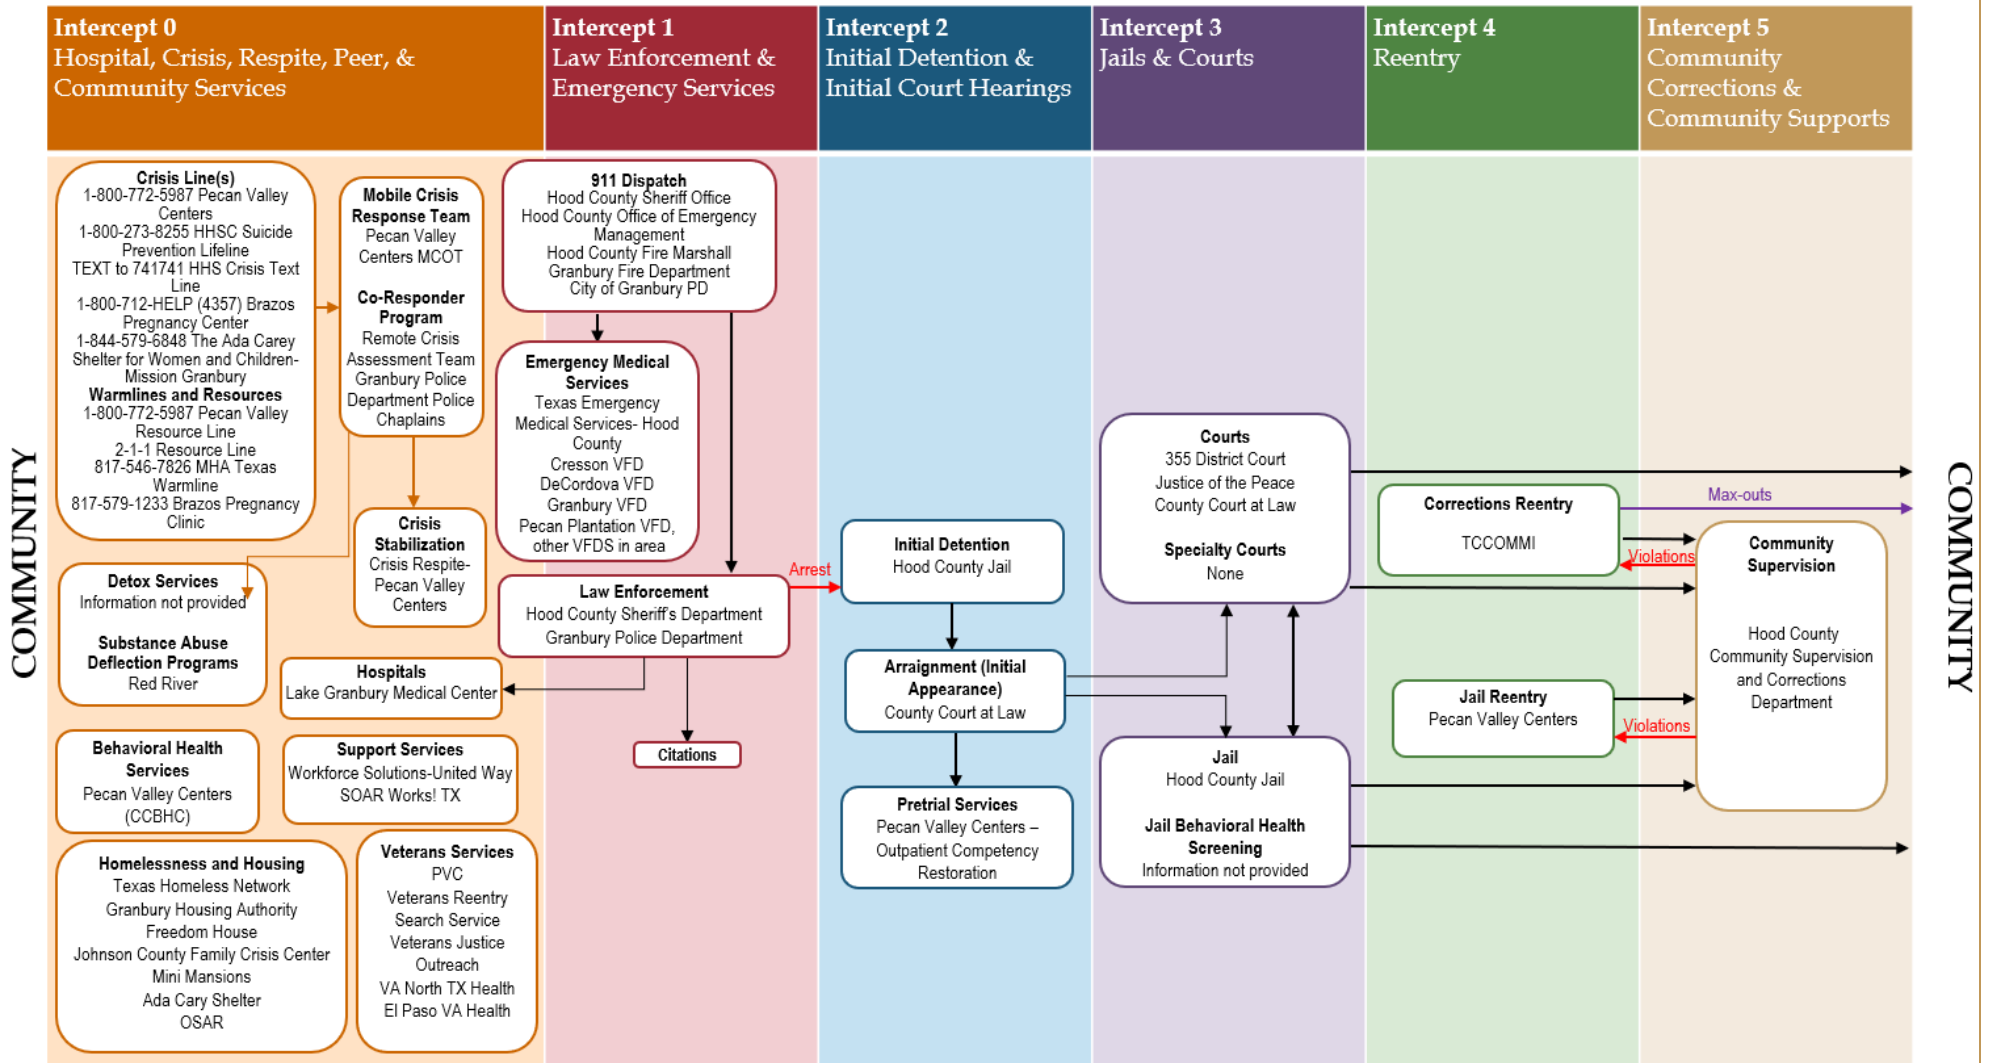 Intercept 0
Hospital, Crisis, Respite, Peer, &
Community Services
Intercept 1
Law Enforcement &
Emergency Services
Intercept 2
Initial Detention &
Initial Court Hearings
Intercept 3
Jails & Courts
Intercept 4
Reentry
Intercept 5
Community
Corrections &
Community Supports
COMMUNITY
Crisis Line(s)
1-800-772-5987 Pecan Valley
Centers
1-800-273-8255 HHSC Suicide
Prevention Lifeline
TEXT to 741741 HHS Crisis Text
Line
1-800-712-HELP (4357) Brazos
Pregnancy Center
1-844-579-6848 The Ada Carey
Shelter for Women and Children-
Mission Granbury
Warmlines and Resources
1-800-772-5987 Pecan Valley
Resource Line
2-1-1 Resource Line
817-546-7826 MHA Texas
Warmline
817-579-1233 Brazos Pregnancy
Clinic
Mobile Crisis
Response Team
Pecan Valley
Centers MCOT
Co-Responder
Program
Remote Crisis
Assessment Team
Granbury Police
Department Police
Chaplains
Crisis
Stabilization
Crisis Respite-
Pecan Valley
Centers
Detox Services
Information not provided
Substance Abuse
Deflection Programs
Red River
Hospitals
Lake Granbury Medical Center
Behavioral Health
Services
Pecan Valley Centers
(CCBHC)
Support Services
Workforce Solutions-United Way
SOAR Works! TX
Homelessness and Housing
Texas Homeless Network
Granbury Housing Authority
Freedom House
Johnson County Family Crisis Center
Mini Mansions
Ada Cary Shelter
OSAR
Veterans Services
PVC
Veterans Reentry
Search Service
Veterans Justice
Outreach
VA North TX Health
El Paso VA Health
911 Dispatch
Hood County Sheriff Office
Hood County Office of Emergency
Management
Hood County Fire Marshall
Granbury Fire Department
City of Granbury PD
Emergency Medical
Services
Texas Emergency
Medical Services- Hood
County
Cresson VFD
DeCordova VFD
Granbury VFD
Pecan Plantation VFD,
other VFDS in area
Law Enforcement
Hood County Sheriff's Department
Granbury Police Department
Citations
Arrest
Initial Detention
Hood County Jail
Arraignment (Initial
Appearance)
County Court at Law
Pretrial Services
Pecan Valley Centers –
Outpatient Competency
Restoration
Courts
355 District Court
Justice of the Peace
County Court at Law
Specialty Courts
None
Jail
Hood County Jail
Jail Behavioral Health
Screening
Information not provided
Corrections Reentry
TCCOMMI
Jail Reentry
Pecan Valley Centers
Max-outs
Violations
Violations
Community
Supervision
Hood County
Community Supervision
and Corrections
Department
COMMUNITY